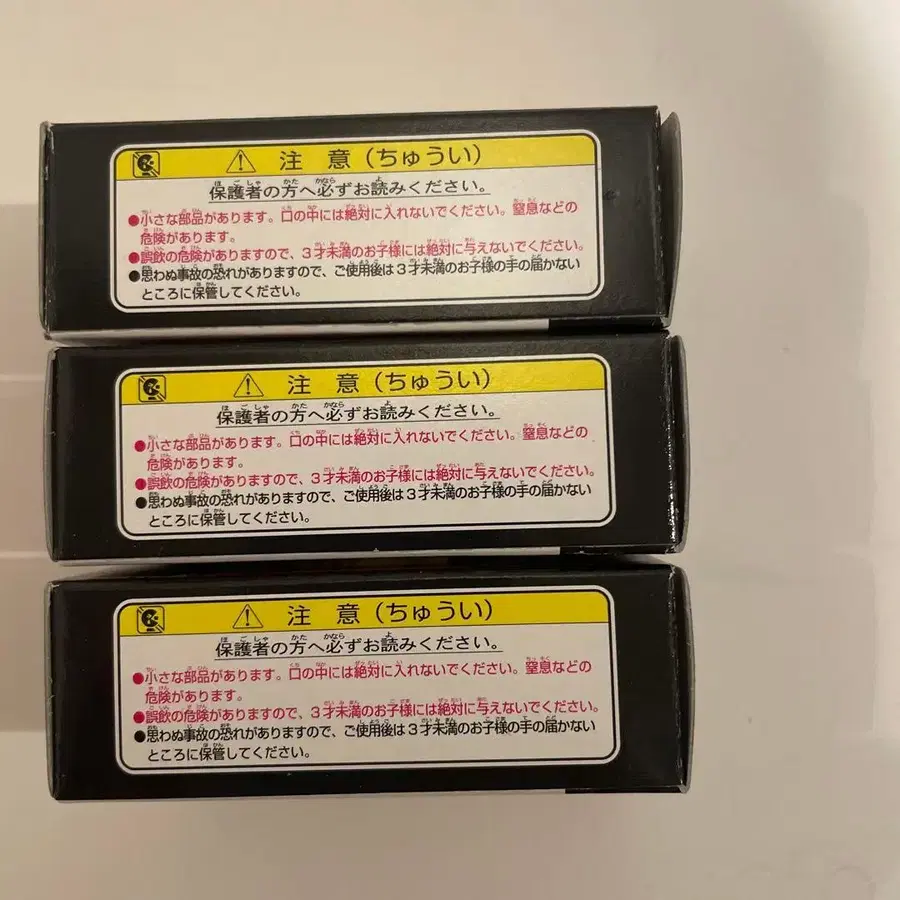 注 意 (ちゅうい)
保護者の方へ必ずお読みください。
●小さな部品があります。口の中には絶対に入れないでください。窒息などの
危険があります。
●誤飲の危険がありますので、3才未満のお子様には絶対に与えないでください。
●思わぬ事故の恐れがありますので、ご使用後は3才未満のお子様の手の届かない
ところに保管してください。
注 意 (ちゅうい)
保護者の方へ必ずお読みください。
●小さな部品があります。口の中には絶対に入れないでください。窒息などの
危険があります。
●誤飲の危険がありますので、3才未満のお子様には絶対に与えないでください。
●思わぬ事故の恐れがありますので、ご使用後は3才未満のお子様の手の届かない
ところに保管してください。
注 意 (ちゅうい)
保護者の方へ必ずお読みください。
●小さな部品があります。口の中には絶対に入れないでください。窒息などの
危険があります。
●誤飲の危険がありますので、3才未満のお子様には絶対に与えないでください。
●思わぬ事故の恐れがありますので、ご使用後は3才未満のお子様の手の届かない
ところに保管してください。